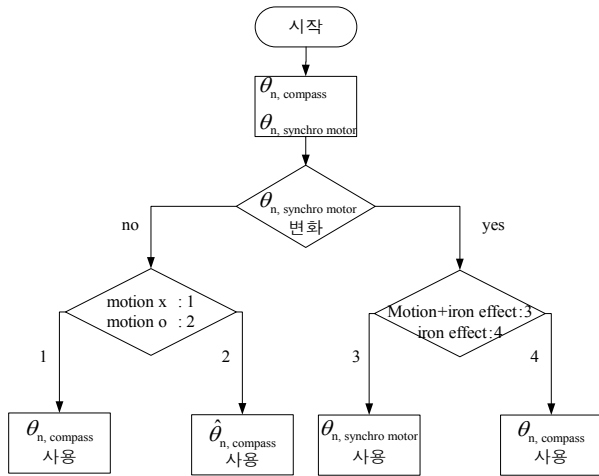 시작
θn, compass
θn, synchro motor
θn, synchro motor
변화
no
yes
motion x : 1
motion o : 2
Motion+iron effect:3
iron effect:4
1
2
3
4
θn, compass
사용
θ̂n, compass
사용
θn, synchro motor
사용
θn, compass
사용